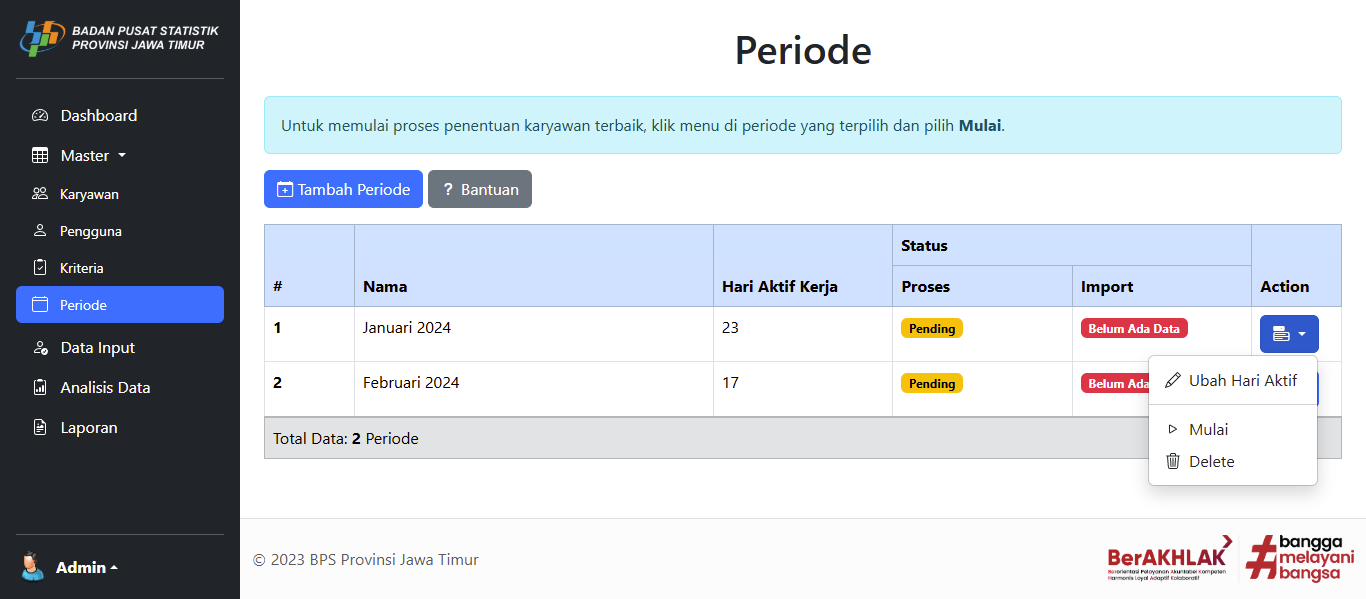 BADAN PUSAT STATISTIK
PROVINSI JAWA TIMUR
Dashboard
Master
Karyawan
Pengguna
Kriteria
Periode
Data Input
Analisis Data
Laporan
Admin
Periode
Untuk memulai proses penentuan karyawan terbaik, klik menu di periode yang terpilih dan pilih Mulai.
Tambah Periode
? Bantuan
Status
# Nama Hari Aktif Kerja Proses Import Action
1 Januari 2024 23 Pending Belum Ada Data
2 Februari 2024 17 Pending Belum Ada
Ubah Hari Aktif
Mulai
Delete
Total Data: 2 Periode
© 2023 BPS Provinsi Jawa Timur
BerAKHLAK
Berorientasi Pelayanan Akuntabel Kompeten
Harmonis Loyal Adaptif Kolaboratif
#bangga
melayani
bangsa